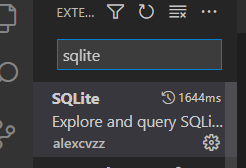 EXTE...
sqlite
SQLite 1644ms
Explore and query SQLi...
alexcvzz